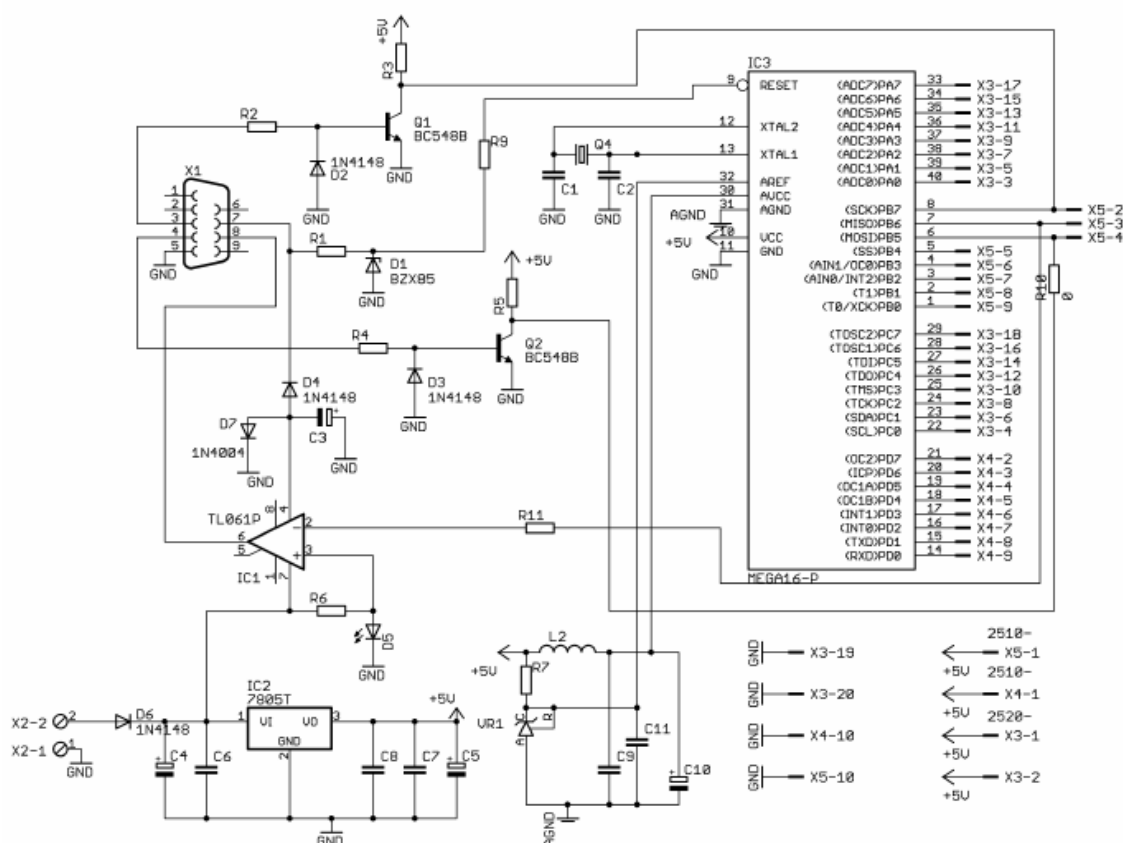 +5V
R3
R2
Q1
BC548B
1N4148
D2
GND
GND
X1
1
2
3
4
5
6
7
8
9
GND
R9
R1
D1
BZX85
GND
+5V
R5
R4
Q2
BC548B
D3
1N4148
GND
GND
D4
1N4148
D7
1N4004
GND
C3
GND
TL061P
8
4
6
5
2
3
1
7
IC1
R11
R6
D5
GND
IC2
7805T
VI
VO
GND
1
3
2
+5V
X2-2
2
X2-1
1
GND
D6
1N4148
C4
C6
C8
C7
C5
GND
Q4
C1
C2
GND
GND
IC3
9
RESET
12
XTAL2
13
XTAL1
32
AREF
30
AVCC
31
AGND
AGND
+5V
10
VCC
11
GND
GND
(ADC7)PA7 33 X3-17
(ADC6)PA6 34 X3-15
(ADC5)PA5 35 X3-13
(ADC4)PA4 36 X3-11
(ADC3)PA3 37 X3-9
(ADC2)PA2 38 X3-7
(ADC1)PA1 39 X3-5
(ADC0)PA0 40 X3-3
(SCK)PB7 8 X5-2
(MISO)PB6 7 X5-3
(MOSI)PB5 6 X5-4
(SS)PB4 5 X5-5
(AIN1/OC0)PB3 4 X5-6
(AIN0/INT2)PB2 3 X5-7
(T1)PB1 2 X5-8
(T0/XCK)PB0 1 X5-9
R10
0
(TOSC2)PC7 29 X3-18
(TOSC1)PC6 28 X3-16
(TDI)PC5 27 X3-14
(TDO)PC4 26 X3-12
(TMS)PC3 25 X3-10
(TCK)PC2 24 X3-8
(SDA)PC1 23 X3-6
(SCL)PC0 22 X3-4
(OC2)PD7 21 X4-2
(ICP)PD6 20 X4-3
(OC1A)PD5 19 X4-4
(OC1B)PD4 18 X4-5
(INT1)PD3 17 X4-6
(INT0)PD2 16 X4-7
(TXD)PD1 15 X4-8
(RXD)PD0 14 X4-9
MEGA16-P
+5V
L2
R7
VR1
R
A
C11
C9
C10
AGND
GND X3-19
GND X3-20
GND X4-10
GND X5-10
2510-
X5-1
+5V
2510-
X4-1
+5V
2520-
X3-1
+5V
X3-2
+5V